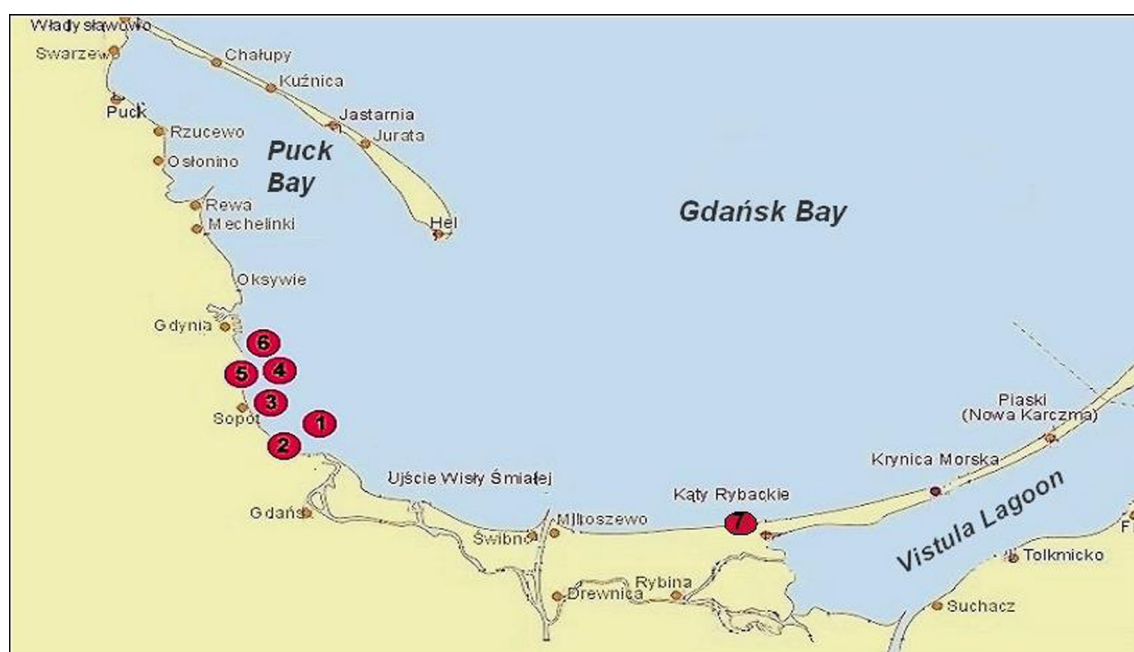 Władysławowo
Swarzewo
Chałupy
Kuźnica
Puck
Jastarnia
Rzucewo
Jurata
Puck
Bay
Osłonino
Rewa
Gdańsk Bay
Mechelinki
Hel
Oksywie
Gdynia
6
5
4
3
Sopot
1
2
Piaski
(Nowa Karczma)
Krynica Morska
Ujście Wisły Śmiałej
Kąty Rybackie
Gdańs
7
Świbno
Mikoszewo
Vistula Lagoon
F
Tolkmicko
Rybina
Drewnica
Suchacz